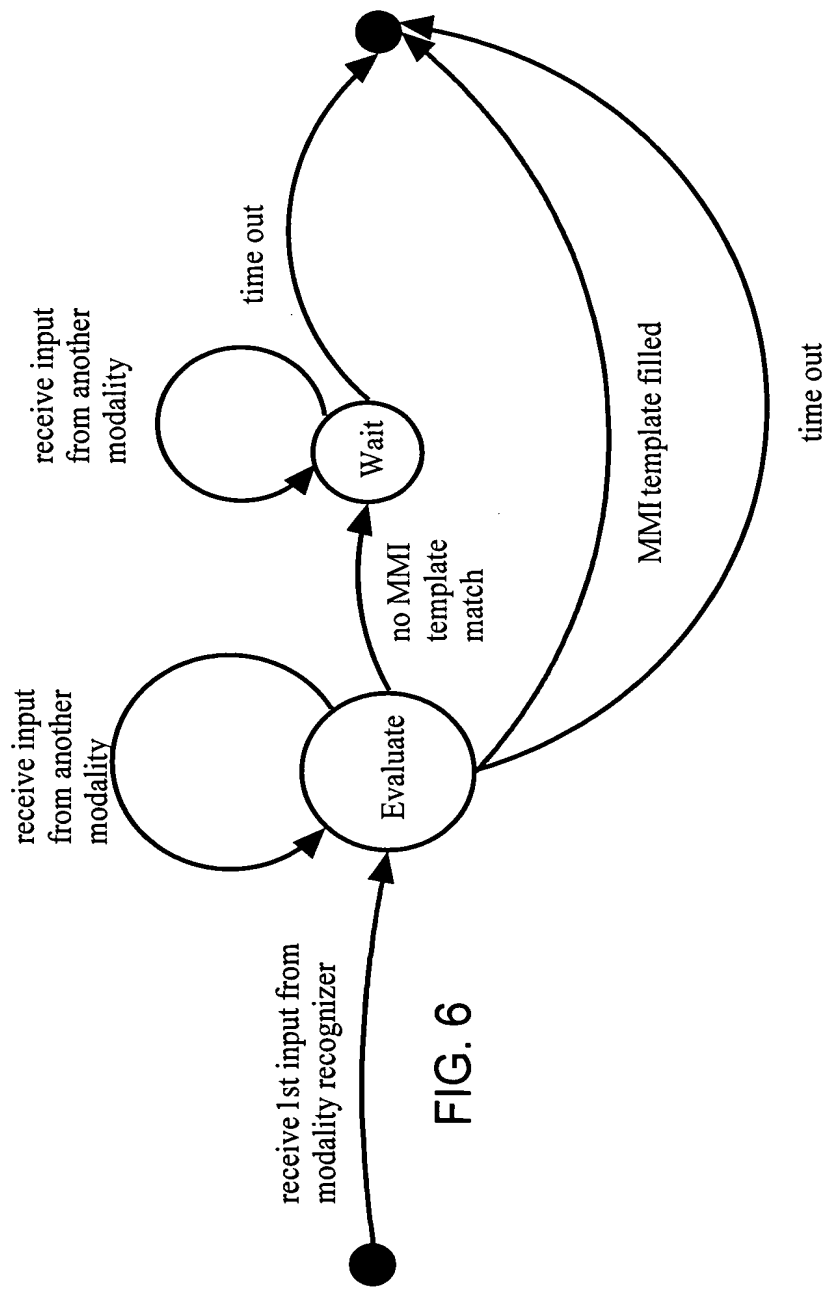 receive 1st input from
modality recognizer
receive input
from another
modality
Evaluate
no MMI
template
match
receive input
from another
modality
Wait
time out
MMI template filled
time out
FIG. 6